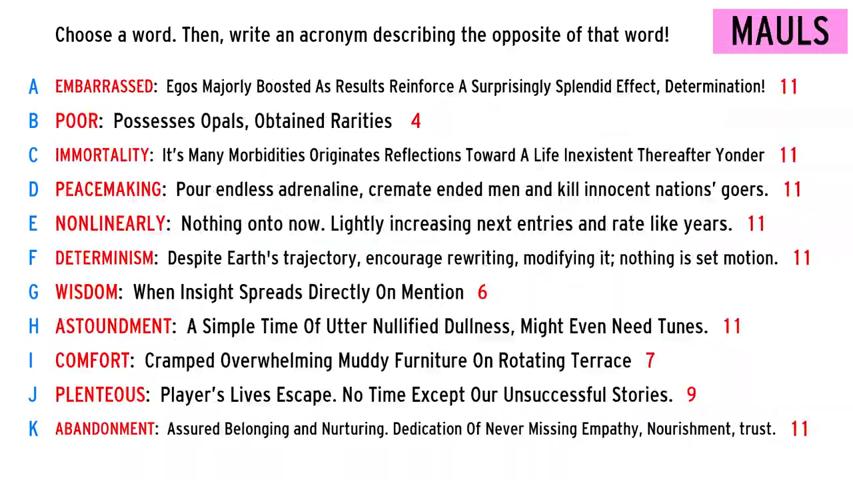 Choose a word. Then, write an acronym describing the opposite of that word!
MAULS
A EMBARRASSED: Egos Majorly Boosted As Results Reinforce A Surprisingly Splendid Effect, Determination! 11
B POOR: Possesses Opals, Obtained Rarities 4
C IMMORTALITY: It's Many Morbidities Originates Reflections Toward A Life Inexistent Thereafter Yonder 11
D PEACEMAKING: Pour endless adrenaline, cremate ended men and kill innocent nations' goers. 11
E NONLINEARLY: Nothing onto now. Lightly increasing next entries and rate like years. 11
F DETERMINISM: Despite Earth's trajectory, encourage rewriting, modifying it; nothing is set motion. 11
G WISDOM: When Insight Spreads Directly On Mention 6
H ASTOUNDMENT: A Simple Time Of Utter Nullified Dullness, Might Even Need Tunes. 11
I COMFORT: Cramped Overwhelming Muddy Furniture On Rotating Terrace 7
J PLENTEOUS: Player's Lives Escape. No Time Except Our Unsuccessful Stories. 9
K ABANDONMENT: Assured Belonging and Nurturing. Dedication Of Never Missing Empathy, Nourishment, trust. 11